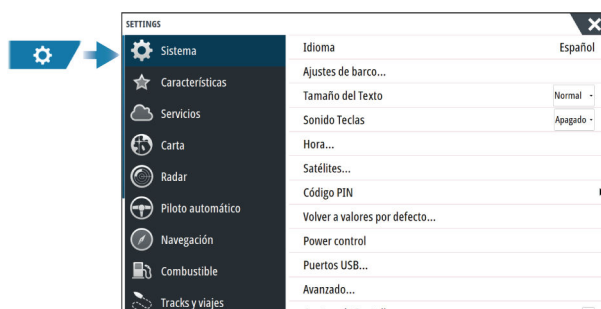 SETTINGS
Sistema
Características
Servicios
Carta
Radar
Piloto automático
Navegación
Combustible
Tracks y viajes
Idioma Español
Ajustes de barco...
Tamaño del Texto Normal
Sonido Teclas Apagado
Hora...
Satélites...
Código PIN
Volver a valores por defecto...
Power control
Puertos USB...
Avanzado...